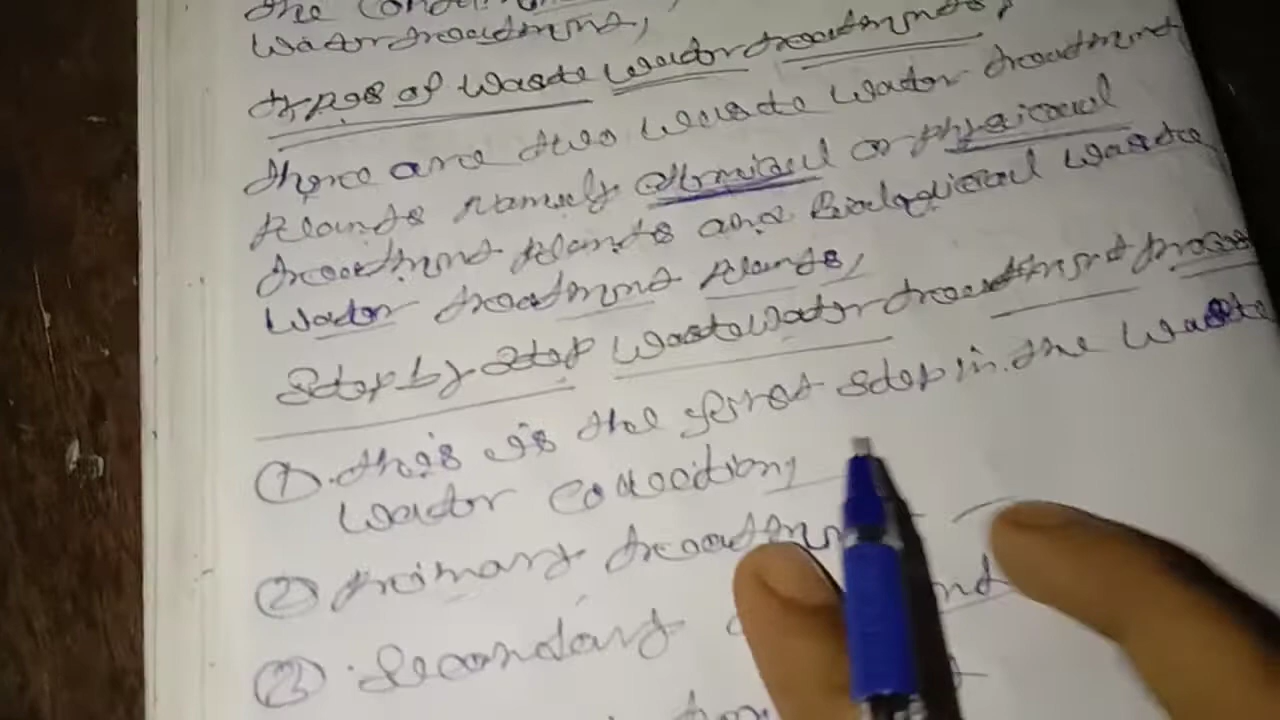 the
Water treatment,
types of Waste Water treatments,
there are two Waste Water treatment
Plants namely chemical or physical
treatment plants and Biological Waste
Water treatment Plants,
Step by step Wastewater treatment process
① this is the first step in the Waste
Water collection,
② primary treatm
③ Secondary